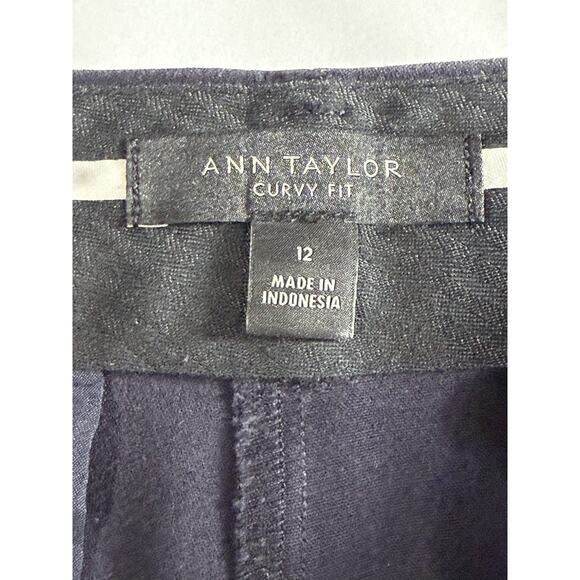 ANN TAYLOR
CURVY FIT
12
MADE IN
INDONESIA